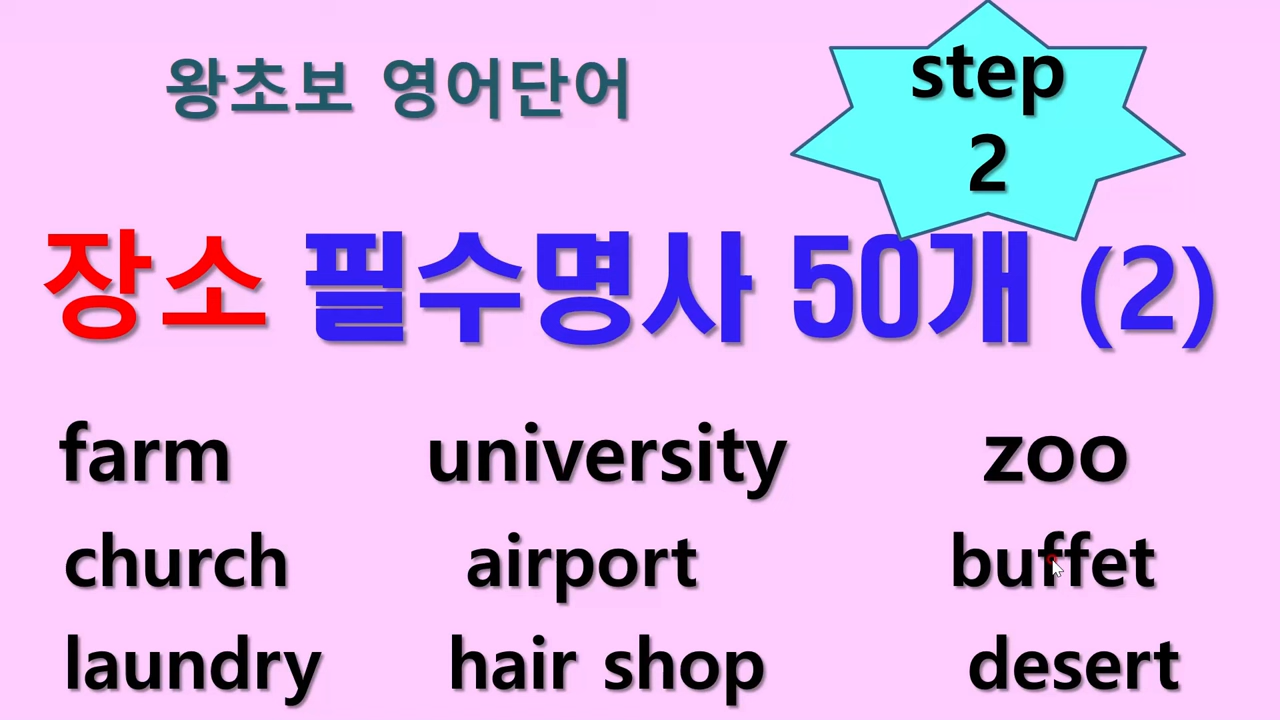 왕초보 영어단어
step
2
장소 필수명사 50개 (2)
farm university zoo
church airport buffet
laundry hair shop desert